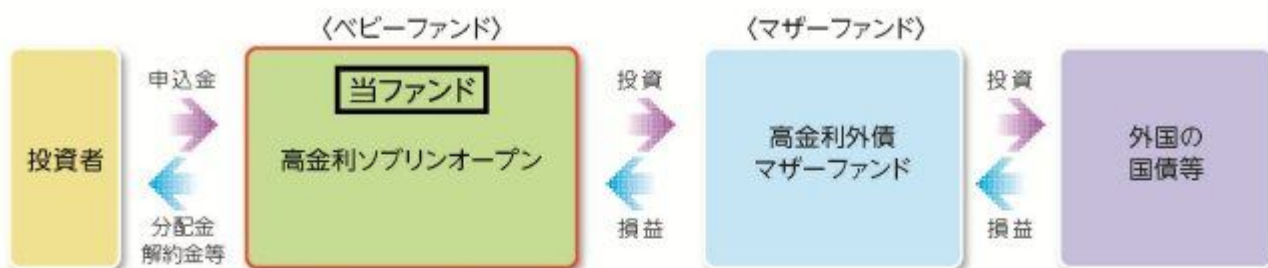 〈ベビーファンド〉
〈マザーファンド〉
投資者
申込金
分配金
解約金等
当ファンド
高金利ソブリンオープン
投資
損益
高金利外債
マザーファンド
投資
損益
外国の
国債等